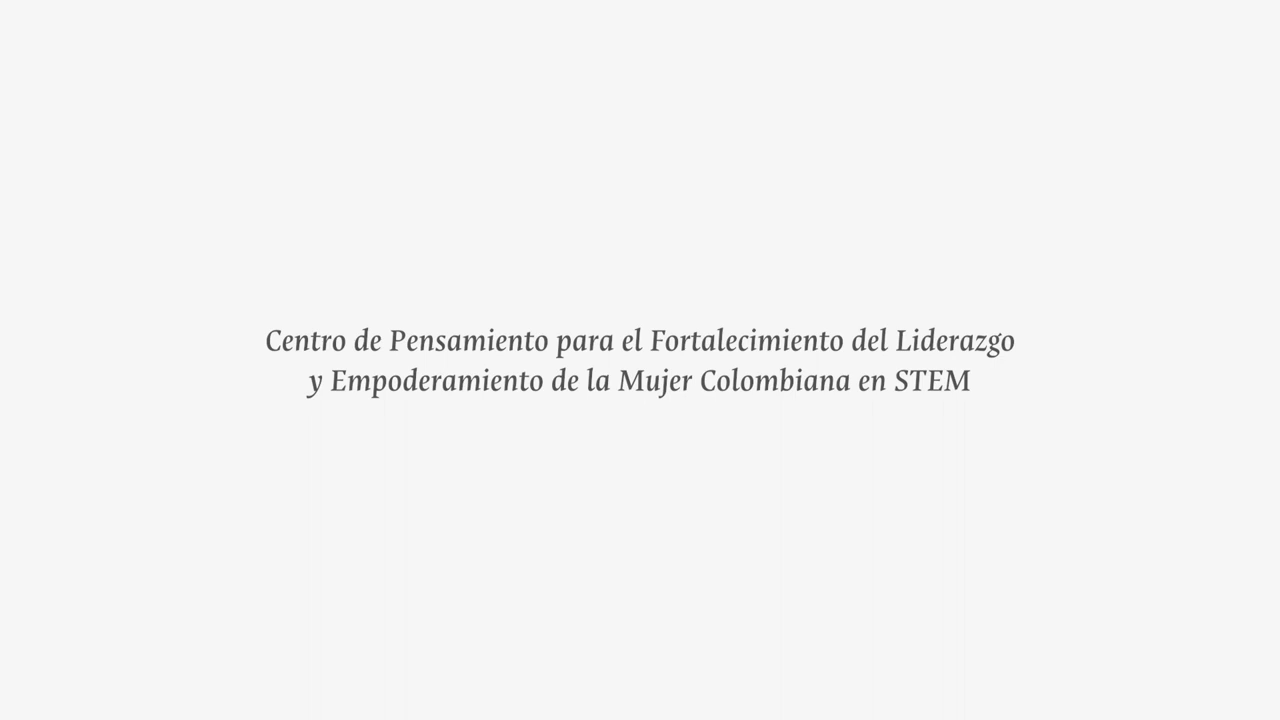 Centro de Pensamiento para el Fortalecimiento del Liderazgo
y Empoderamiento de la Mujer Colombiana en STEM